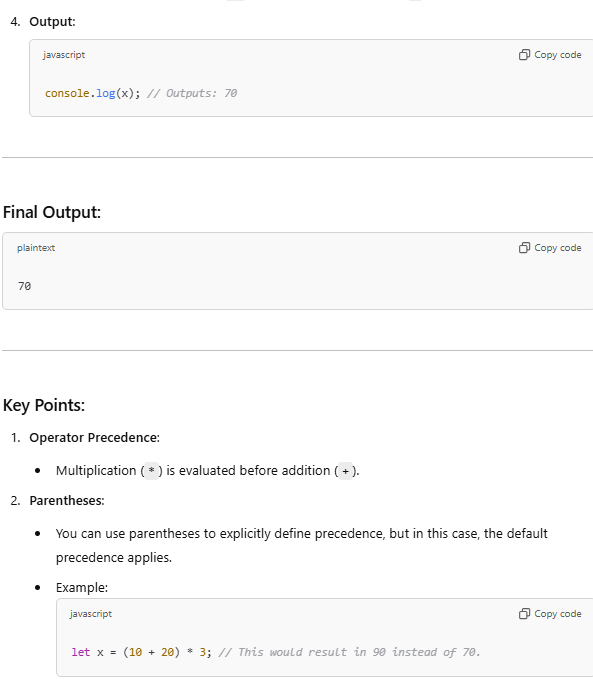 4. Output:
javascript
Copy code
console.log(x); // Outputs: 70
Final Output:
plaintext
Copy code
70
Key Points:
1. Operator Precedence:
• Multiplication ( * ) is evaluated before addition ( + ).
2. Parentheses:
• You can use parentheses to explicitly define precedence, but in this case, the default
precedence applies.
• Example:
javascript
Copy code
let x = (10 + 20) * 3; // This would result in 90 instead of 70.